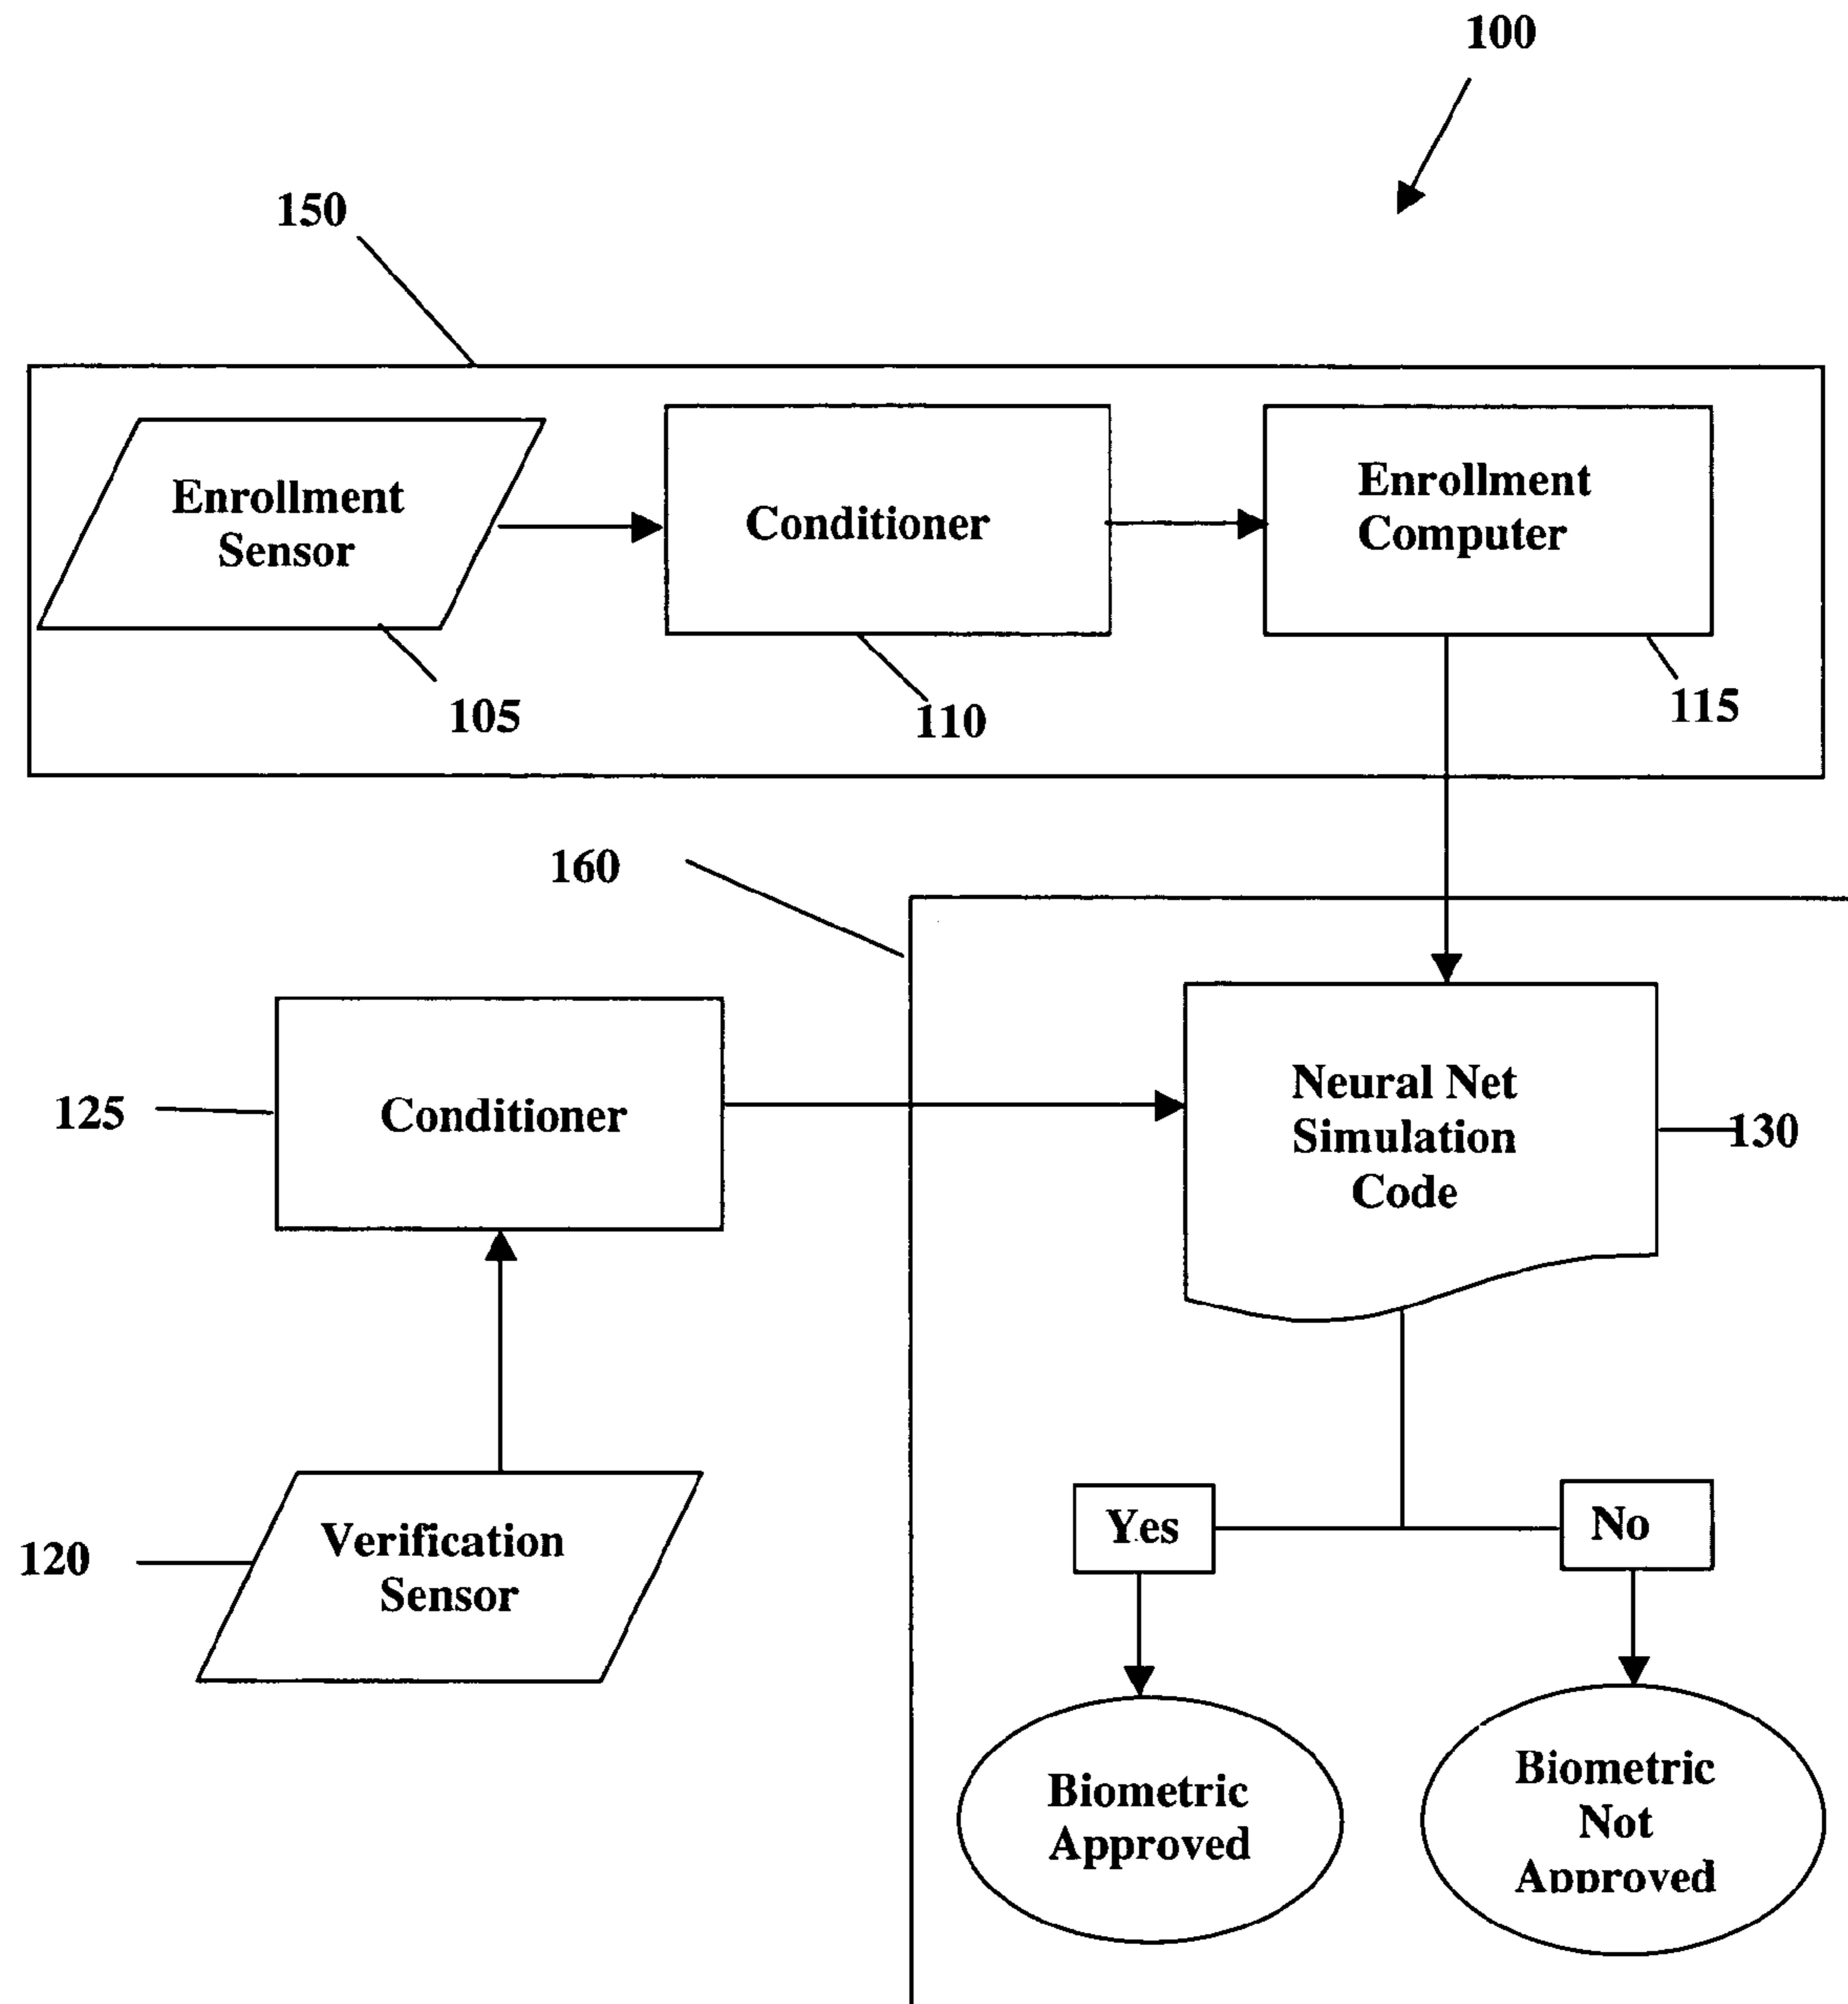 100
150
Enrollment
Sensor
Conditioner
Enrollment
Computer
105
110
115
160
125
Conditioner
Neural Net
Simulation
Code
130
120
Verification
Sensor
Yes
No
Biometric
Approved
Biometric
Not
Approved